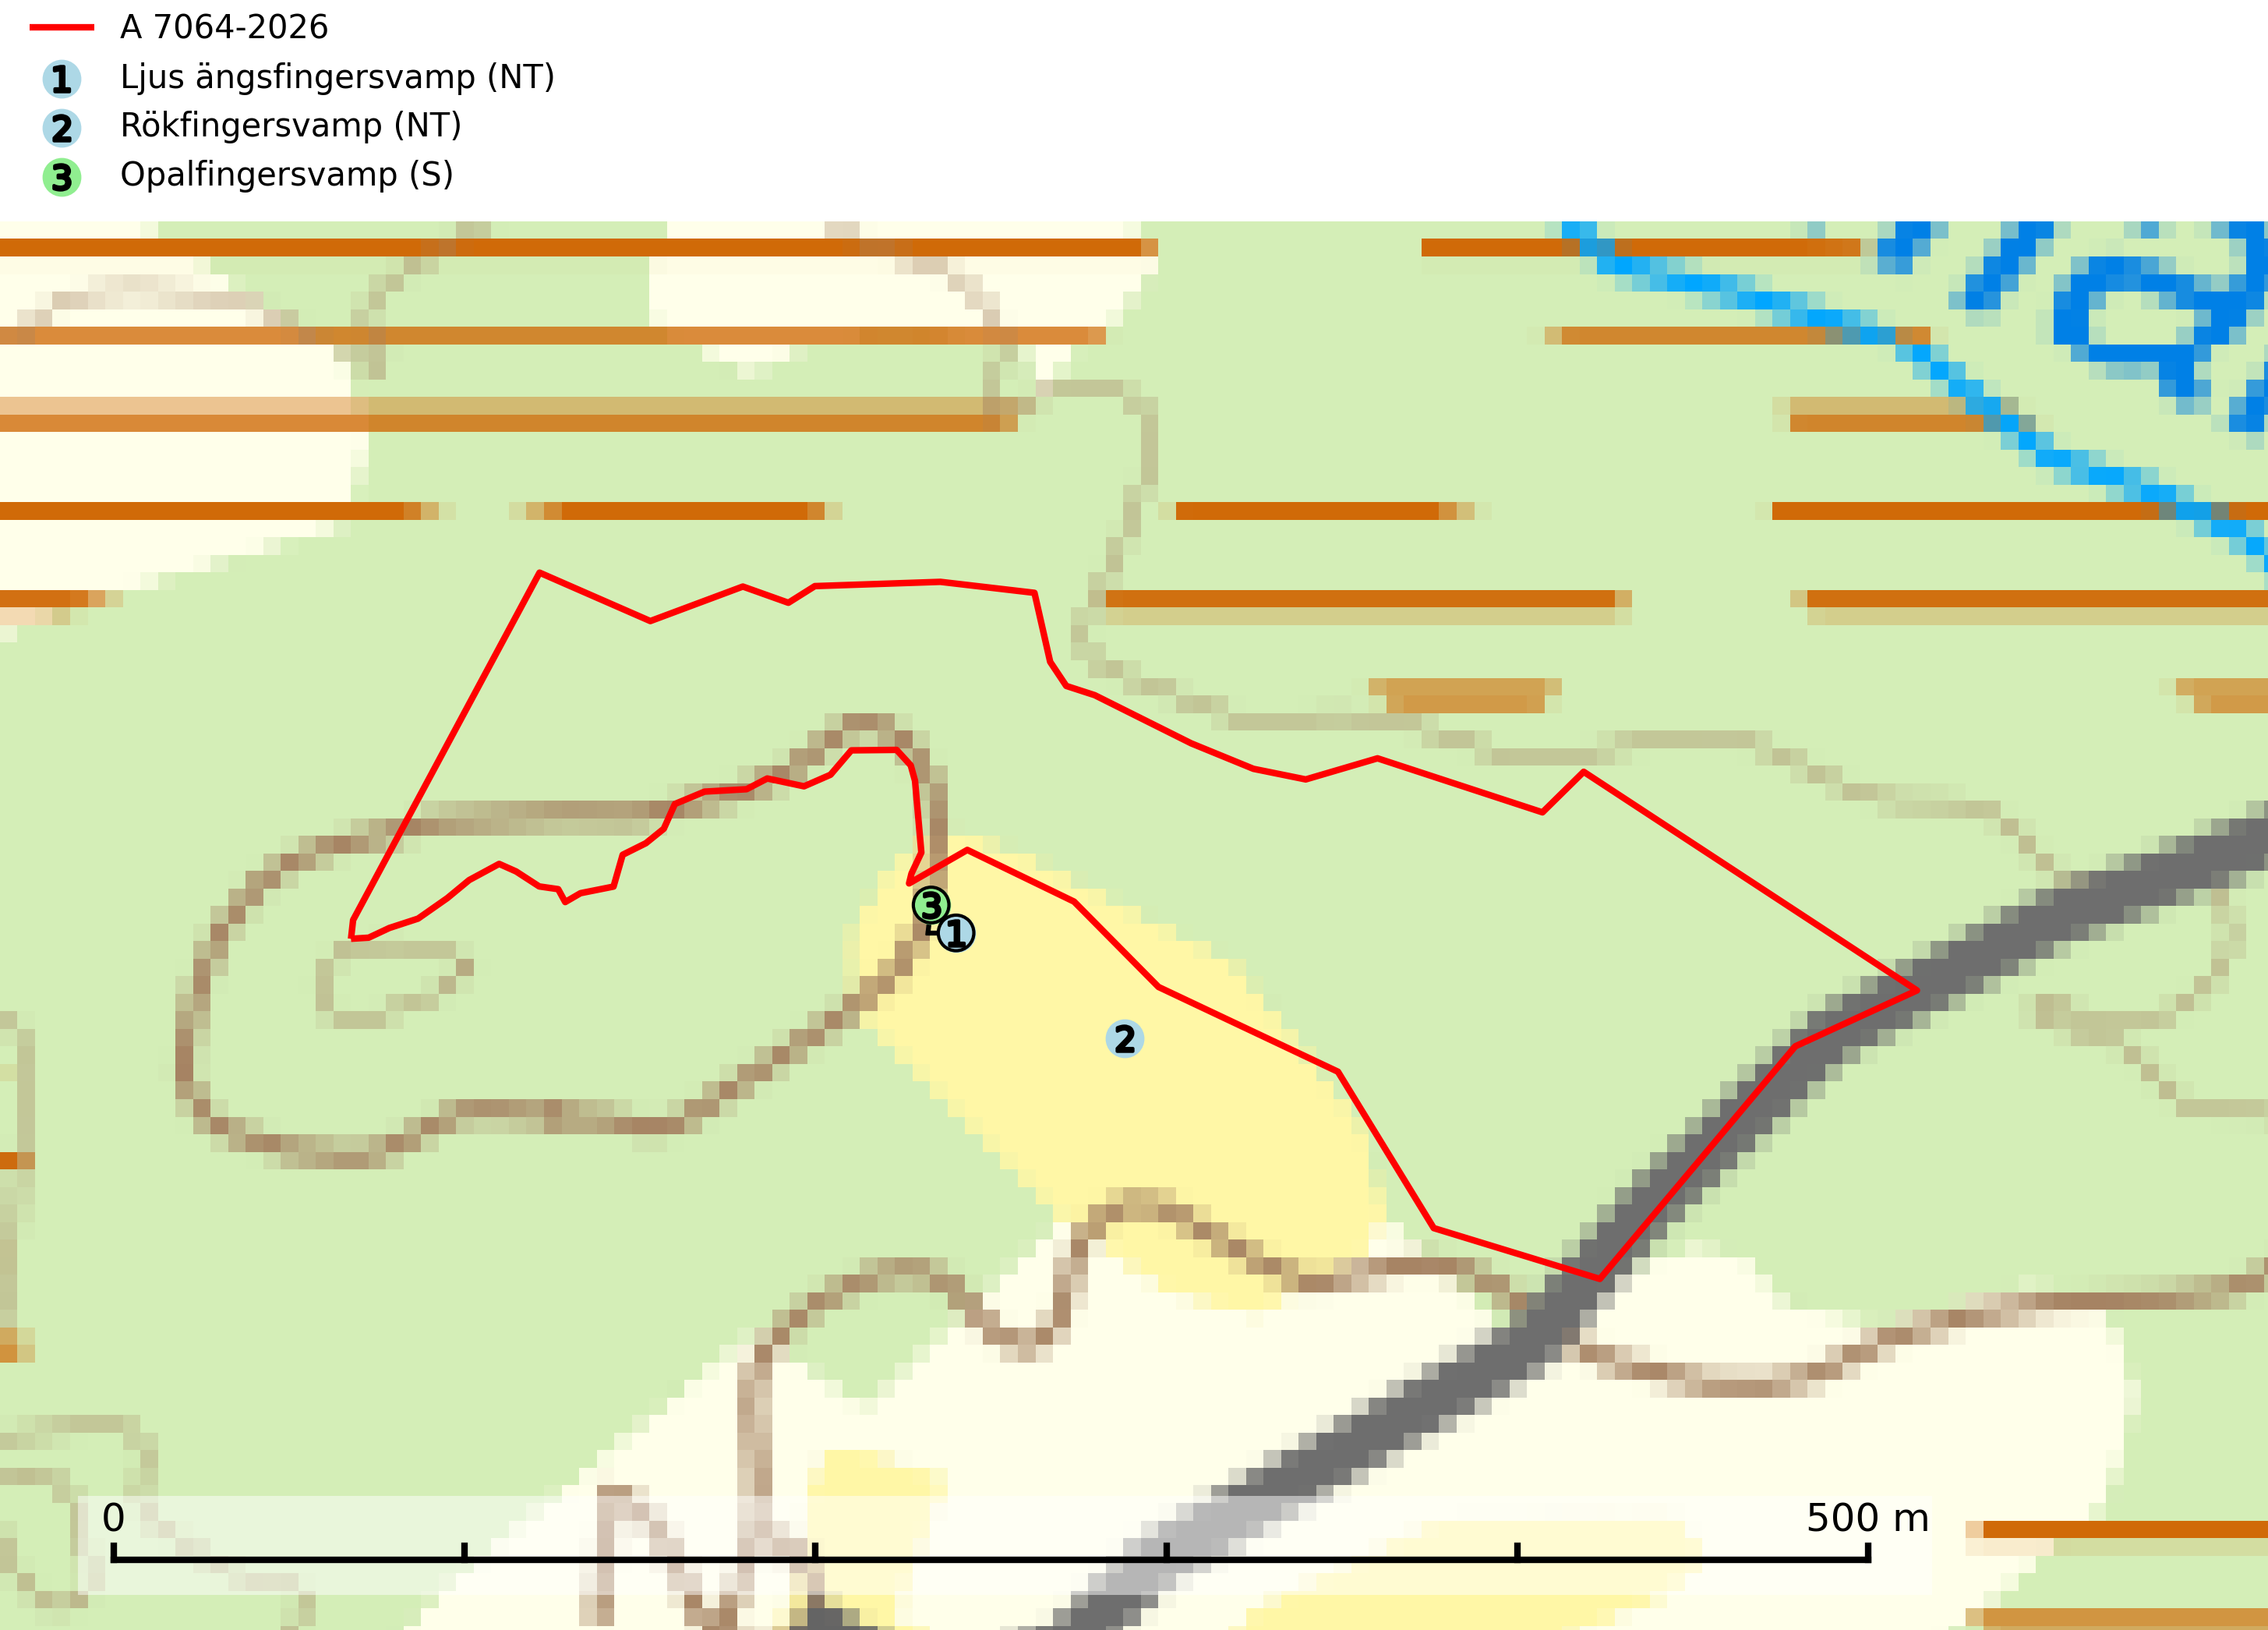 A 7064-2026
1 Ljus ängsfingersvamp (NT)
2 Rökfingersvamp (NT)
3 Opalfingersvamp (S)
3
1
2
0 500 m